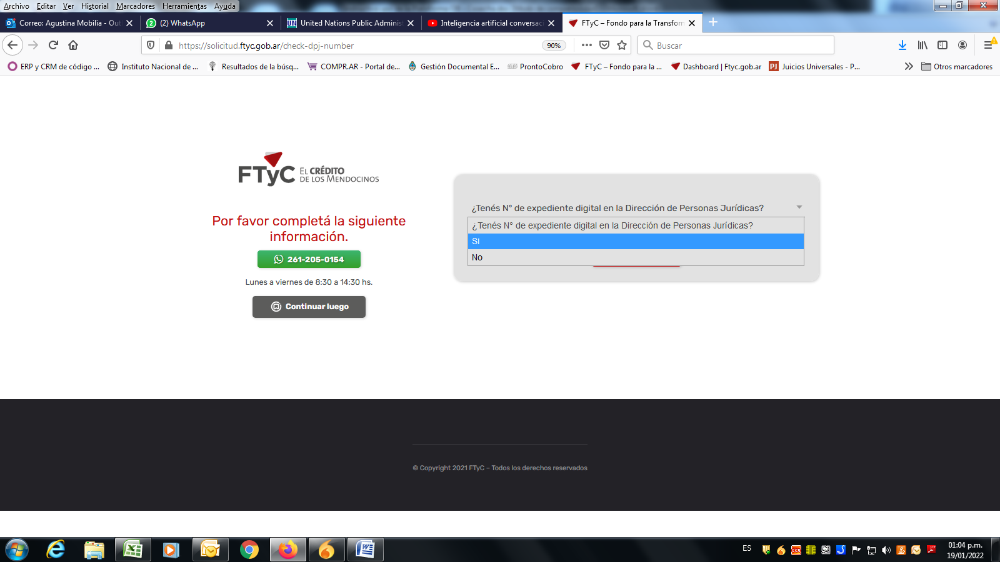 Archivo Editar Ver Historial Marcadores Herramientas Ayuda
Correo: Agustina Mobilia - Out
(2) WhatsApp
United Nations Public Adminis
Inteligencia artificial conversac
FTyC – Fondo para la Transforn
https://solicitud.ftyc.gob.ar/check-dpj-number
90%
Buscar
ERP y CRM de código ...
Instituto Nacional de ...
Resultados de la búsq...
COMPR.AR - Portal de...
Gestión Documental E...
ProntoCobro
FTyC – Fondo para la ...
Dashboard | Ftyc.gob.ar
PJ
Juicios Universales - P...
Otros marcadores
FTyC EL CRÉDITO
DE LOS MENDOCINOS
Por favor completá la siguiente
información.
261-205-0154
Lunes a viernes de 8:30 a 14:30 hs.
Continuar luego
¿Tenés N° de expediente digital en la Dirección de Personas Jurídicas?
¿Tenés N° de expediente digital en la Dirección de Personas Jurídicas?
Si
No
© Copyright 2021 FTyC – Todos los derechos reservados
ES
01:04 p.m.
19/01/2022